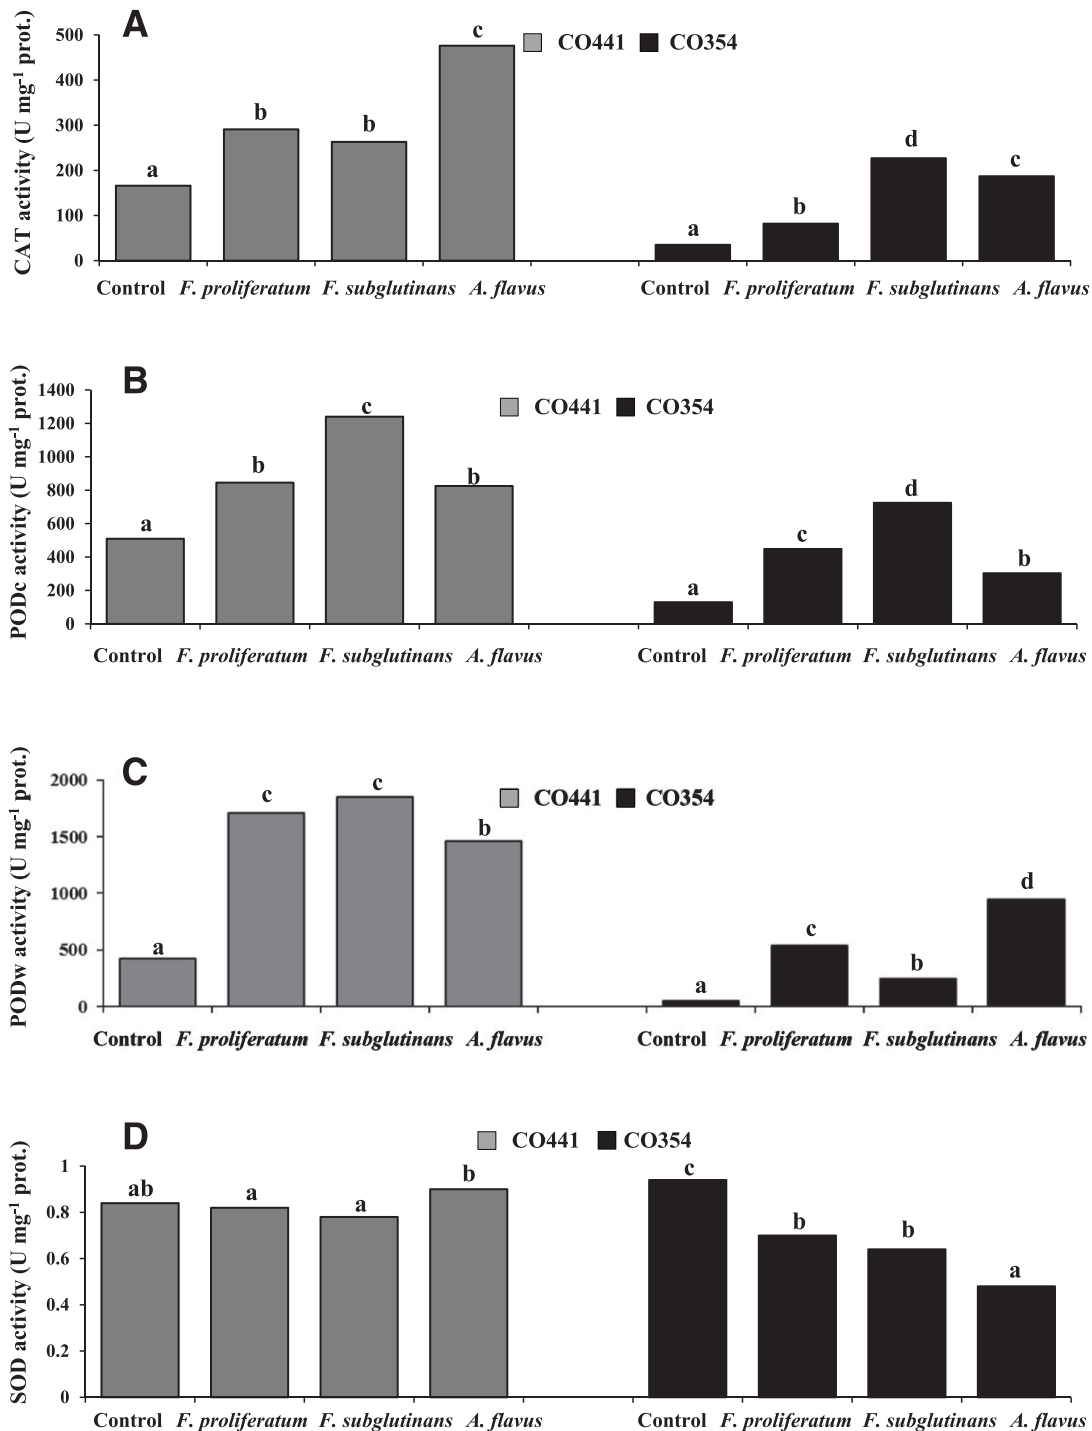 A
CO441 CO354
CAT activity (U mg-1 prot.)
500
400
300
200
100
0
a b b c a b d c
Control F. proliferatum F. subglutinans A. flavus Control F. proliferatum F. subglutinans A. flavus
B
CO441 CO354
PODc activity (U mg-1 prot.)
1400
1200
1000
800
600
400
200
0
a b c b a c d b
Control F. proliferatum F. subglutinans A. flavus Control F. proliferatum F. subglutinans A. flavus
C
CO441 CO354
PODw activity (U mg-1 prot.)
2000
1500
1000
500
0
a c c b a c b d
Control F. proliferatum F. subglutinans A. flavus Control F. proliferatum F. subglutinans A. flavus
D
CO441 CO354
SOD activity (U mg-1 prot.)
1
0.8
0.6
0.4
0.2
0
ab a a b c b b a
Control F. proliferatum F. subglutinans A. flavus Control F. proliferatum F. subglutinans A. flavus